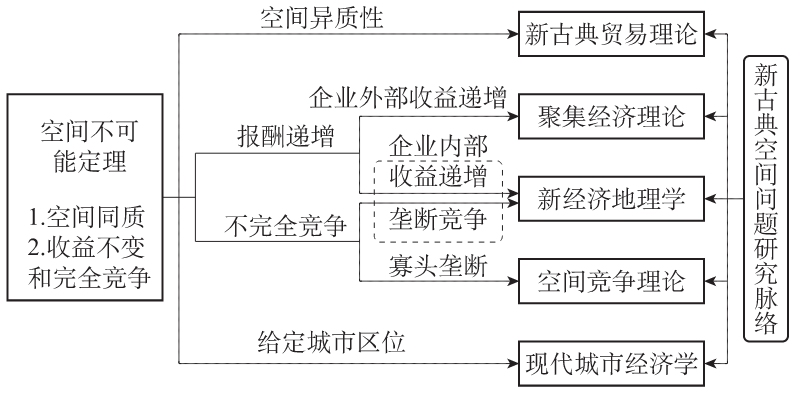 空间不可
能定理
1.空间同质
2.收益不变
和完全竞争
空间异质性
报酬递增
企业外部收益递增
企业内部
收益递增
不完全竞争
垄断竞争
寡头垄断
给定城市区位
新古典贸易理论
聚集经济理论
新经济地理学
空间竞争理论
现代城市经济学
新古典空间问题研究脉络